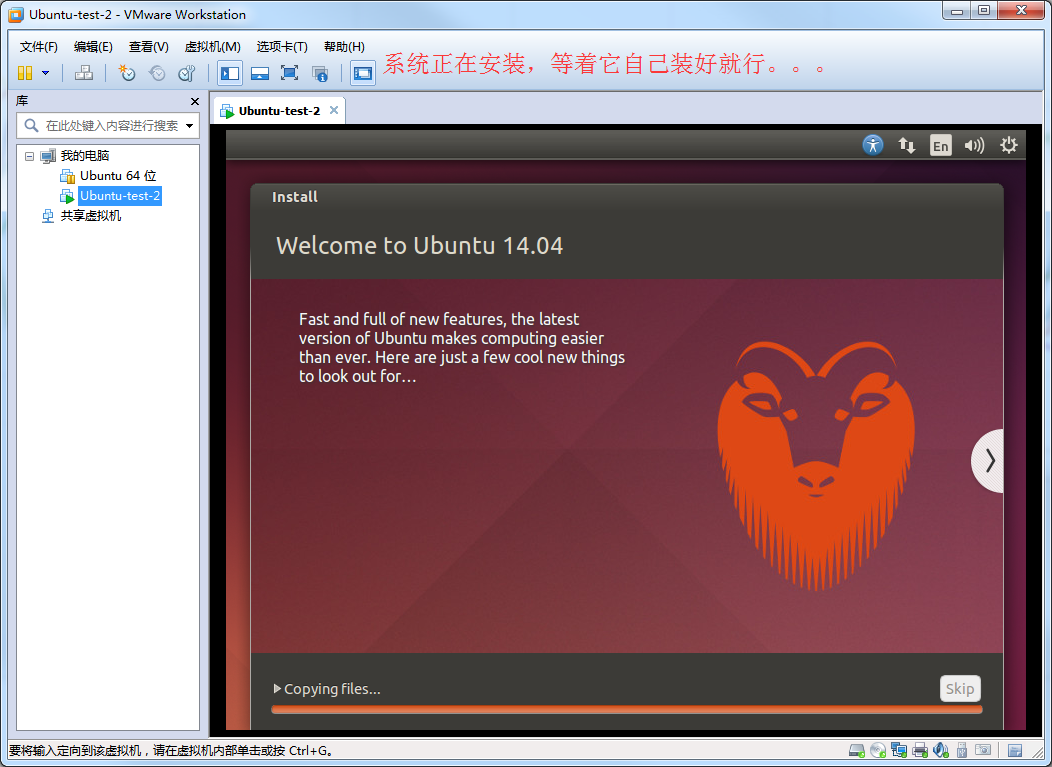 Ubuntu-test-2 - VMware Workstation
文件(F) 编辑(E) 查看(V) 虚拟机(M) 选项卡(T) 帮助(H)
系统正在安装，等着它自己装好就行。。。
库
Ubuntu-test-2
在此处键入内容进行搜索
En
我的电脑
Ubuntu 64 位
Ubuntu-test-2
共享虚拟机
Install
Welcome to Ubuntu 14.04
Fast and full of new features, the latest
version of Ubuntu makes computing easier
than ever. Here are just a few cool new things
to look out for…
Copying files...
Skip
要将输入定向到该虚拟机，请在虚拟机内部单击或按 Ctrl+G。